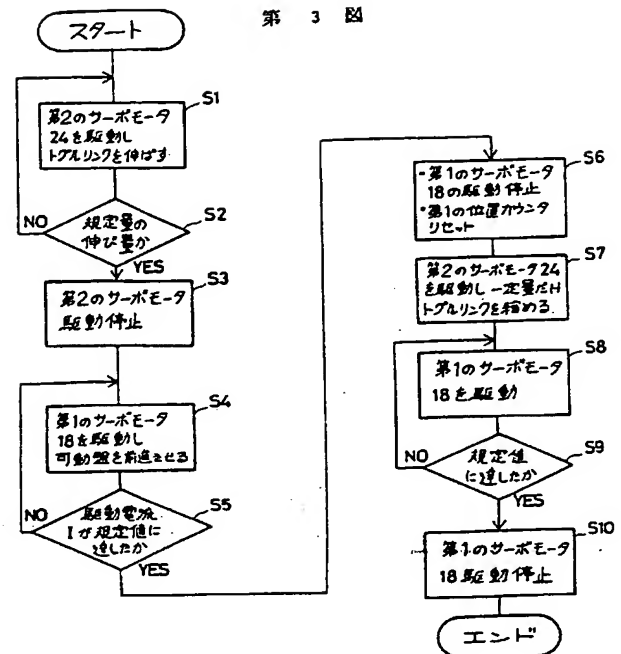 第 3 図
スタート
S1
第2のサーボモータ
24を駆動し
トグルリンクを伸ばす
S2
規定量の
伸び量か
NO
YES
S3
第2のサーボモータ
駆動停止
S4
第1のサーボモータ
18を駆動し
可動盤を前進させる
S5
駆動電流
Iが規定値に
達したか
NO
YES
S6
・第1のサーボモータ
18の駆動停止
・第1の位置カウンタ
リセット
S7
第2のサーボモータ24
を駆動し一定量だけ
トグルリンクを縮める
S8
第1のサーボモータ
18を駆動
S9
規定値
に達したか
NO
YES
S10
第1のサーボモータ
18駆動停止
エンド